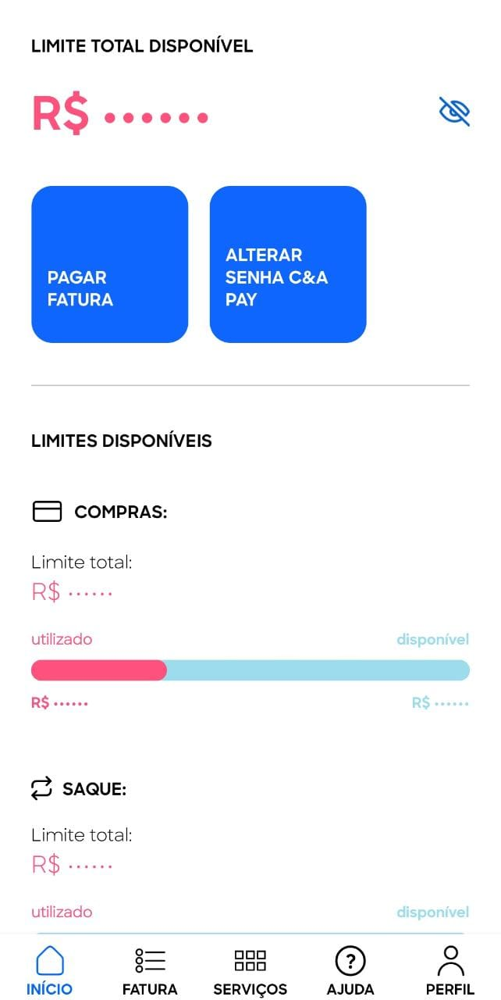 LIMITE TOTAL DISPONÍVEL
R$ ••••••
PAGAR
FATURA
ALTERAR
SENHA C&A
PAY
LIMITES DISPONÍVEIS
COMPRAS:
Limite total:
R$ ••••••
utilizado
disponível
R$ ••••••
R$ ••••••
SAQUE:
Limite total:
R$ ••••••
utilizado
disponível
INÍCIO
FATURA
SERVIÇOS
?
AJUDA
PERFIL